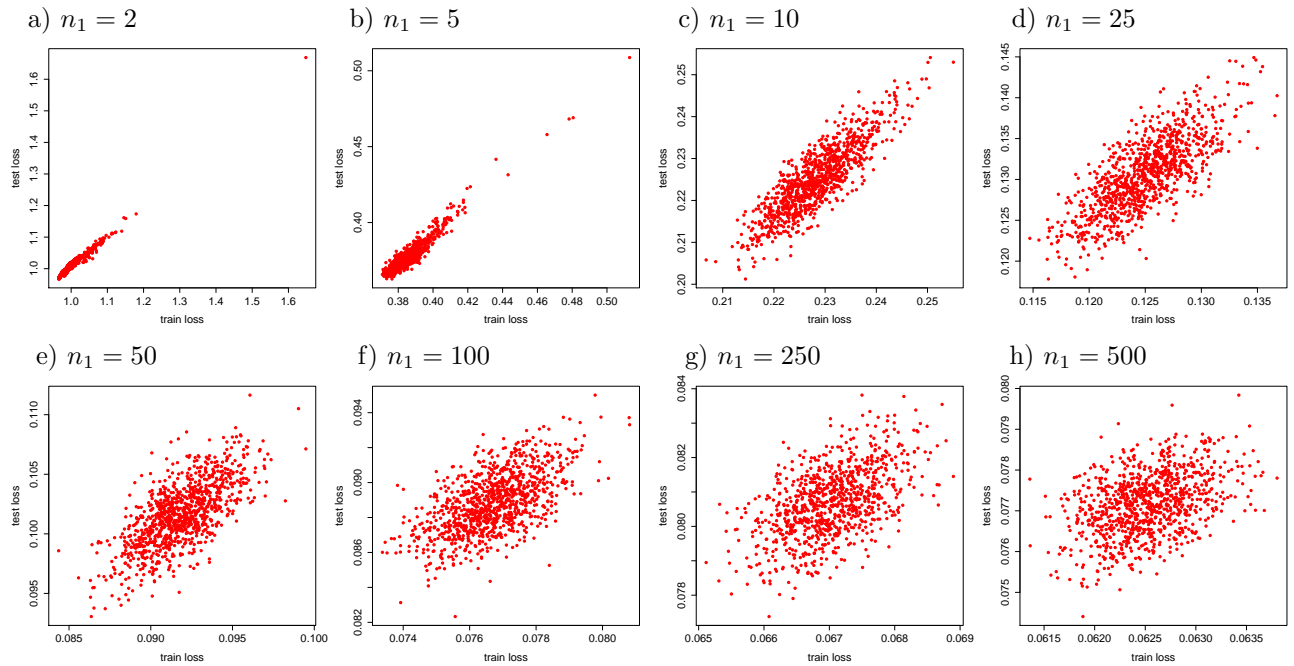 a) n₁ = 2
b) n₁ = 5
c) n₁ = 10
d) n₁ = 25
1.0 1.1 1.2 1.3 1.4 1.5 1.6
test loss
1.0 1.1 1.2 1.3 1.4 1.5 1.6
train loss
0.40 0.45 0.50
test loss
0.38 0.40 0.42 0.44 0.46 0.48 0.50
train loss
0.20 0.21 0.22 0.23 0.24 0.25
test loss
0.21 0.22 0.23 0.24 0.25
train loss
0.120 0.125 0.130 0.135 0.140 0.145
test loss
0.115 0.120 0.125 0.130 0.135
train loss
e) n₁ = 50
f) n₁ = 100
g) n₁ = 250
h) n₁ = 500
0.095 0.100 0.105 0.110
test loss
0.085 0.090 0.095 0.100
train loss
0.082 0.086 0.090 0.094
test loss
0.074 0.076 0.078 0.080
train loss
0.078 0.080 0.082 0.084
test loss
0.065 0.066 0.067 0.068 0.069
train loss
0.075 0.076 0.077 0.078 0.079 0.080
test loss
0.0615 0.0620 0.0625 0.0630 0.0635
train loss